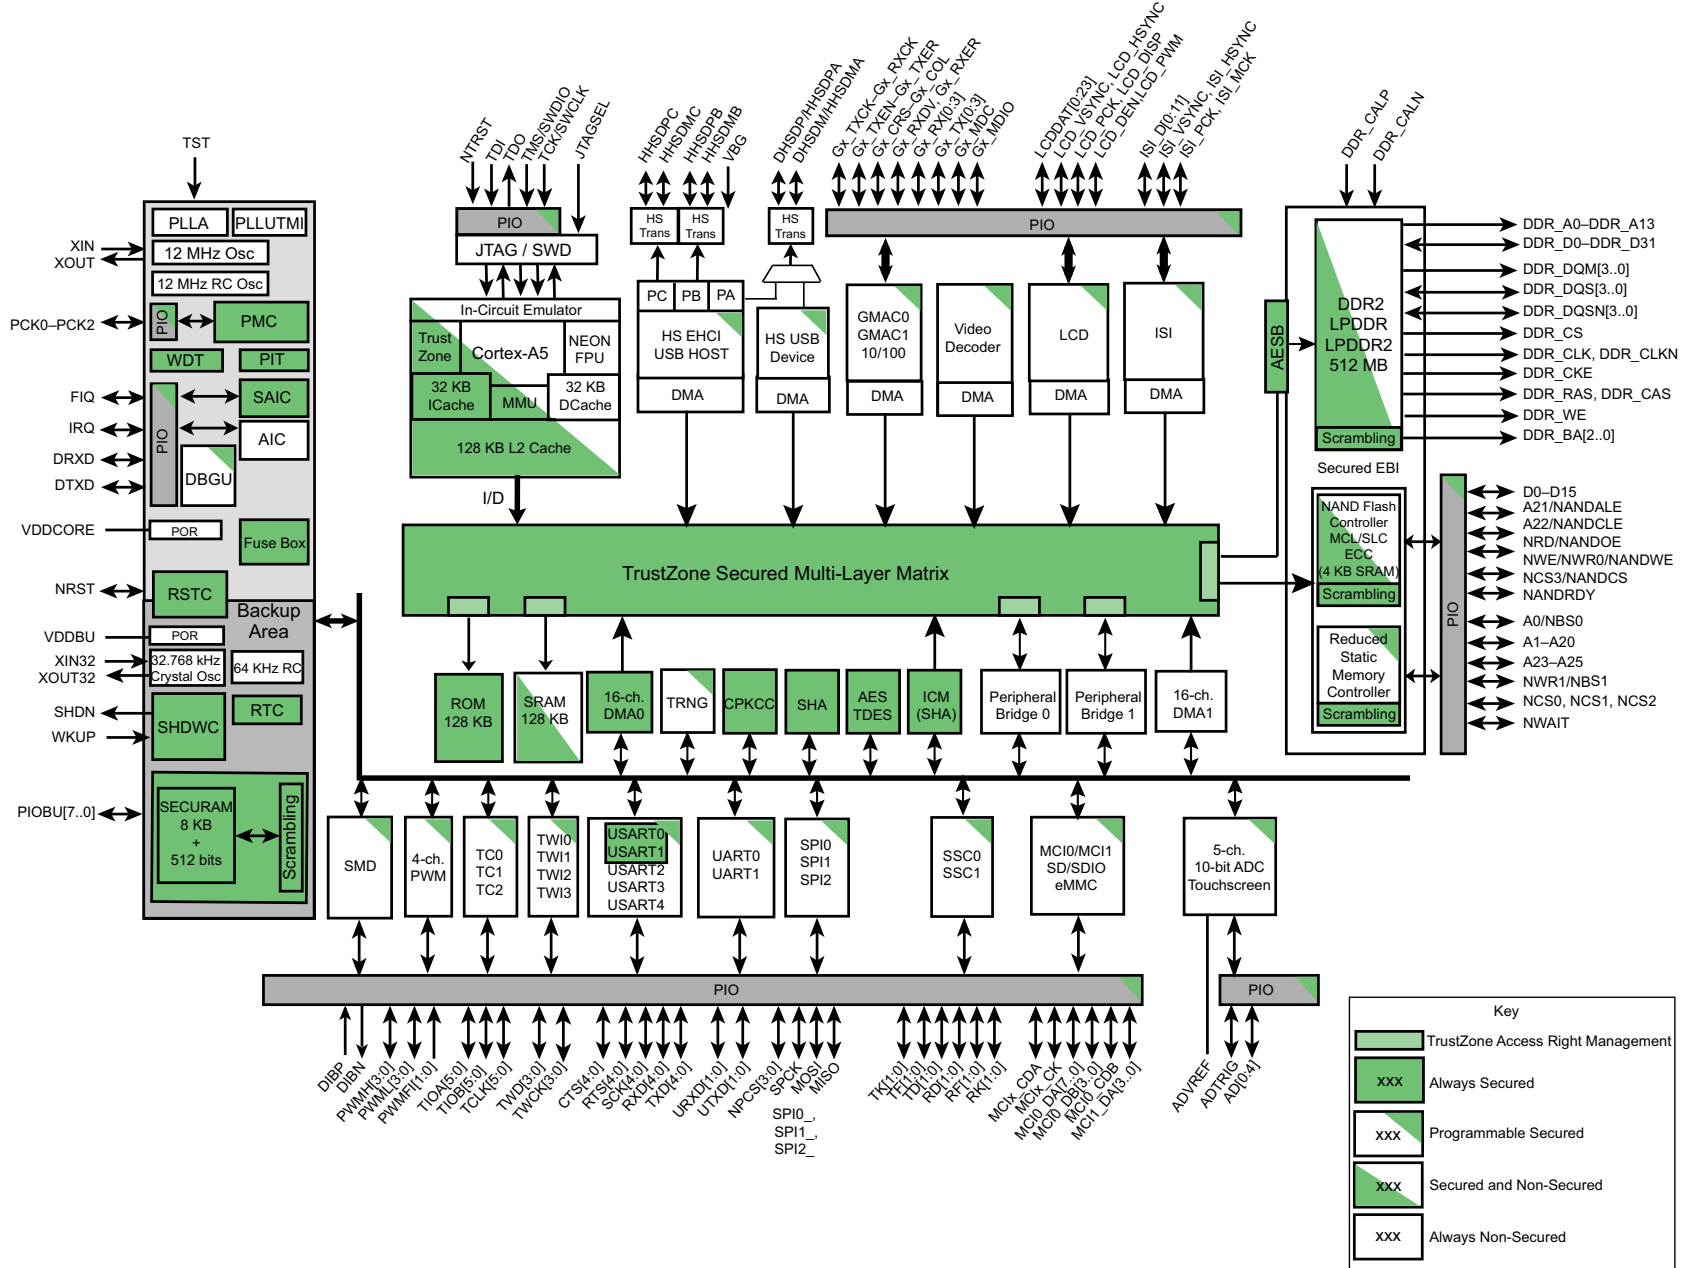 NTRST
TDI
TDO
TMS/SWDIO
TCK/SWCLK
JTAGSEL
HHSDPC
HHSDMC
HHSDPB
HHSDMB
VBG
DHSDP/HHSDPA
DHSDM/HHSDMA
Gx_TXCK–Gx_RXCK
Gx_TXEN–Gx_TXER
Gx_CRS–Gx_COL
Gx_RXDV, Gx_RXER
Gx_RX[0:3]
Gx_TX[0:3]
Gx_MDC
Gx_MDIO
LCDDAT[0:23]
LCD_VSYNC, LCD_HSYNC
LCD_PCK, LCD_DISP
LCD_DEN,LCD_PWM
ISI_D[0:11]
ISI_VSYNC, ISI_HSYNC
ISI_PCK, ISI_MCK
DDR_CALP
DDR_CALN
TST
PLLA
PLLUTMI
XIN
XOUT
12 MHz Osc
12 MHz RC Osc
PCK0–PCK2
PIO
PMC
WDT
PIT
FIQ
IRQ
DRXD
DTXD
PIO
SAIC
AIC
DBGU
VDDCORE
POR
Fuse Box
NRST
RSTC
Backup
Area
VDDBU
POR
XIN32
XOUT32
32.768 kHz
Crystal Osc
64 KHz RC
SHDN
WKUP
SHDWC
RTC
PIOBU[7..0]
SECURAM
8 KB
+
512 bits
Scrambling
PIO
JTAG / SWD
In-Circuit Emulator
Trust
Zone
Cortex-A5
NEON
FPU
32 KB
ICache
MMU
32 KB
DCache
128 KB L2 Cache
I/D
HS
Trans
HS
Trans
HS
Trans
PC
PB
PA
HS EHCI
USB HOST
DMA
HS USB
Device
DMA
PIO
GMAC0
GMAC1
10/100
DMA
Video
Decoder
DMA
LCD
DMA
ISI
DMA
AESB
DDR2
LPDDR
LPDDR2
512 MB
Scrambling
Secured EBI
NAND Flash
Controller
MCL/SLC
ECC
(4 KB SRAM)
Scrambling
Reduced
Static
Memory
Controller
Scrambling
PIO
DDR_A0–DDR_A13
DDR_D0–DDR_D31
DDR_DQM[3..0]
DDR_DQS[3..0]
DDR_DQSN[3..0]
DDR_CS
DDR_CLK, DDR_CLKN
DDR_CKE
DDR_RAS, DDR_CAS
DDR_WE
DDR_BA[2..0]
D0–D15
A21/NANDALE
A22/NANDCLE
NRD/NANDOE
NWE/NWR0/NANDWE
NCS3/NANDCS
NANDRDY
A0/NBS0
A1–A20
A23–A25
NWR1/NBS1
NCS0, NCS1, NCS2
NWAIT
TrustZone Secured Multi-Layer Matrix
ROM
128 KB
SRAM
128 KB
16-ch.
DMA0
TRNG
CPKCC
SHA
AES
TDES
ICM
(SHA)
Peripheral
Bridge 0
Peripheral
Bridge 1
16-ch.
DMA1
SMD
4-ch.
PWM
TC0
TC1
TC2
TWI0
TWI1
TWI2
TWI3
USART0
USART1
USART2
USART3
USART4
UART0
UART1
SPI0
SPI1
SPI2
SSC0
SSC1
MCI0/MCI1
SD/SDIO
eMMC
5-ch.
10-bit ADC
Touchscreen
PIO
PIO
DIBP
DIBN
PWMH[3:0]
PWML[3:0]
PWMFI[1:0]
TIOA[5:0]
TIOB[5:0]
TCLK[5:0]
TWD[3:0]
TWCK[3:0]
CTS[4:0]
RTS[4:0]
SCK[4:0]
RXD[4:0]
TXD[4:0]
URXD[1:0]
UTXD[1:0]
NPCS[3:0]
SPCK
MOSI
MISO
SPI0_,
SPI1_,
SPI2_
TK[1:0]
TF[1:0]
TD[1:0]
RD[1:0]
RF[1:0]
RK[1:0]
MCIx_CDA
MCIx_CK
MCI0_DA[7..0]
MCI0_DB[3..0]
MCI0_CDB
MCI1_DA[3..0]
ADVREF
ADTRIG
AD[0:4]
Key
TrustZone Access Right Management
XXX
Always Secured
XXX
Programmable Secured
XXX
Secured and Non-Secured
XXX
Always Non-Secured